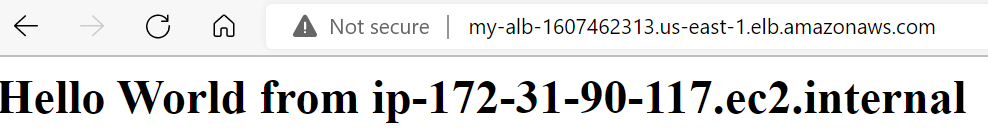 Not secure my-alb-1607462313.us-east-1.elb.amazonaws.com
Hello World from ip-172-31-90-117.ec2.internal